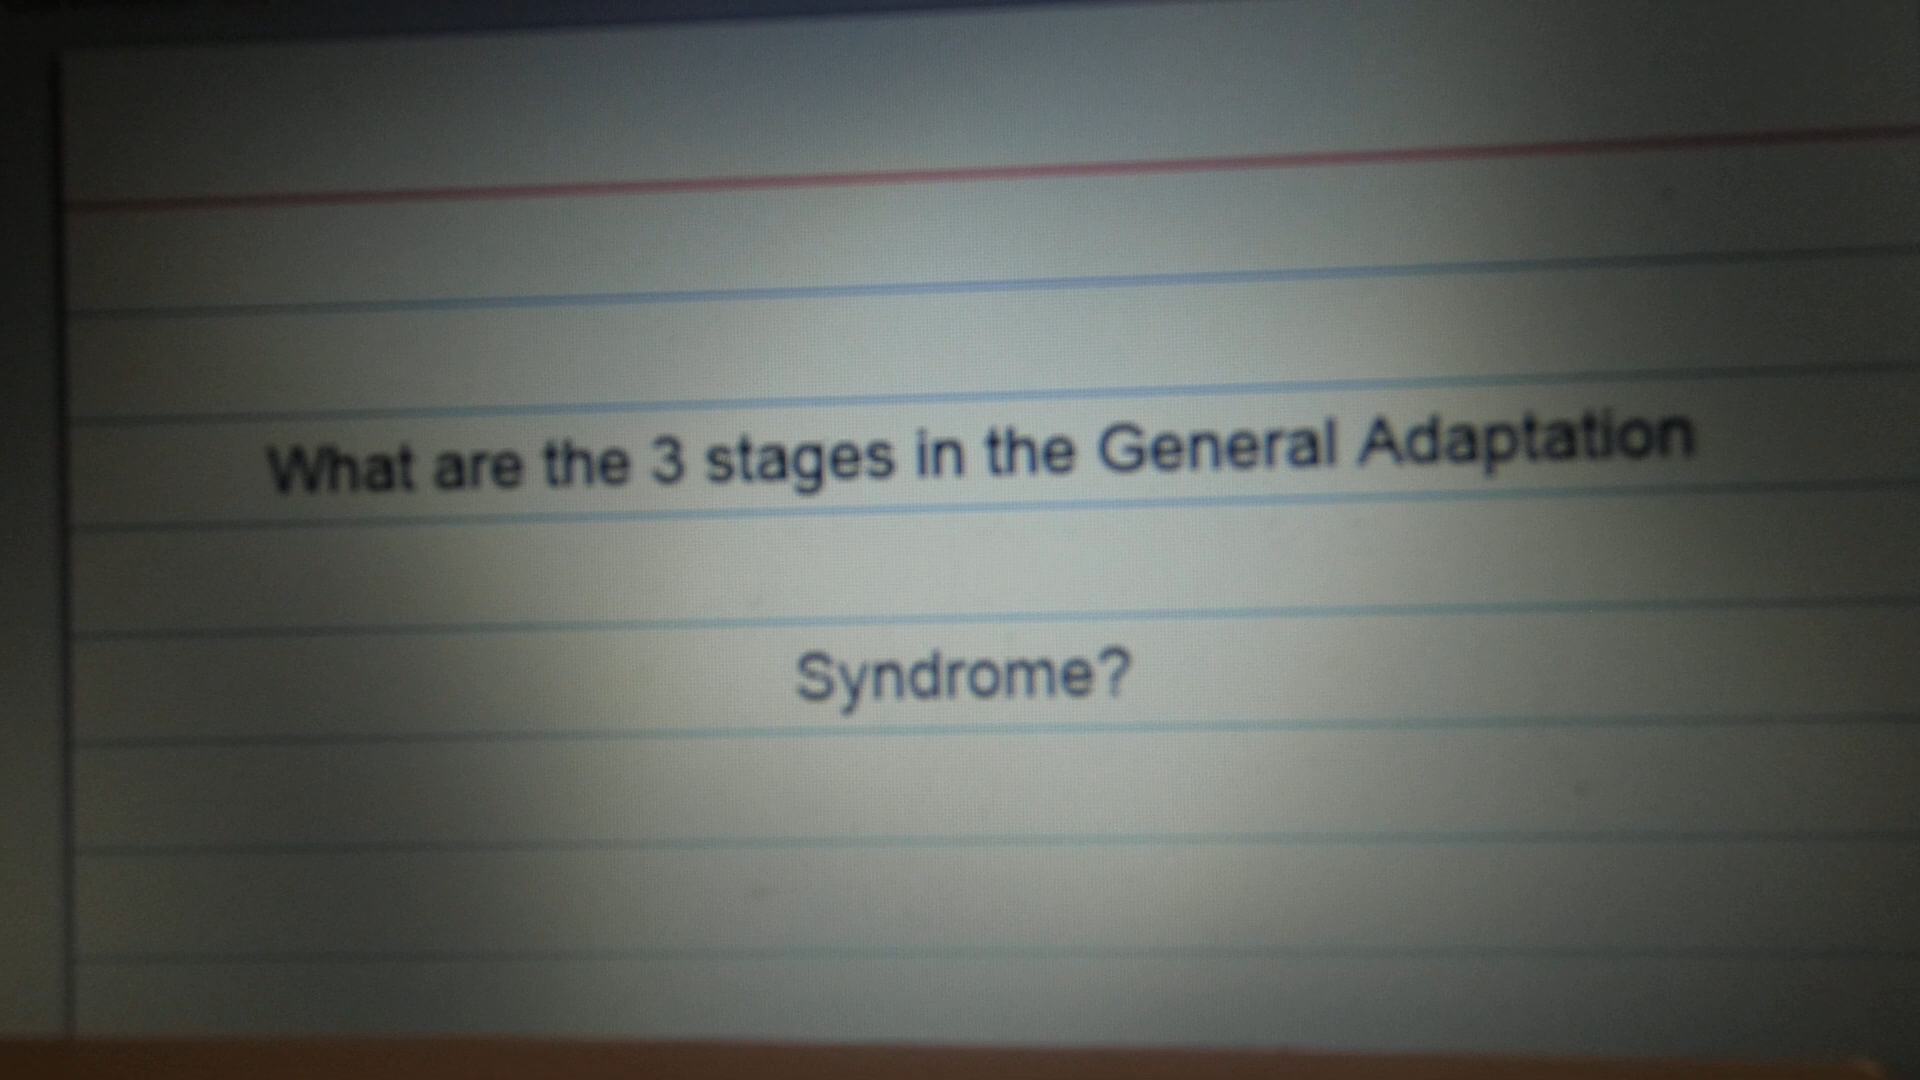 What are the 3 stages in the General Adaptation
Syndrome?